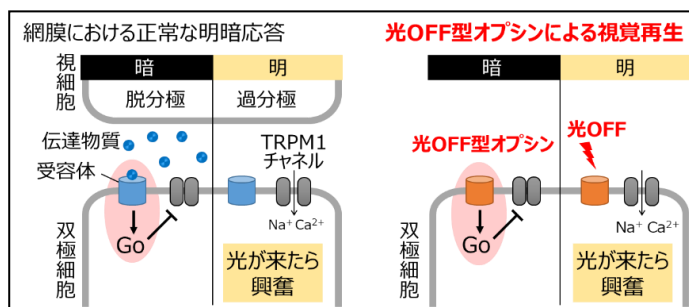 網膜における正常な明暗応答
暗
明
視細胞
脱分極
過分極
伝達物質
受容体
TRPM1
チャネル
Go
Na⁺ Ca²⁺
双極細胞
光が来たら
興奮
光OFF型オプシンによる視覚再生
暗
明
光OFF型オプシン
光OFF
Go
Na⁺ Ca²⁺
双極細胞
光が来たら
興奮